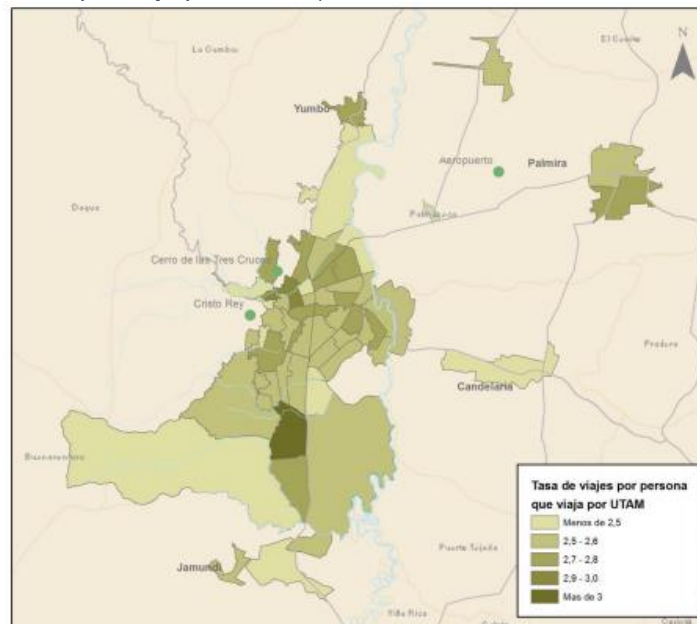 La Cumbre
El Cerrito
N
Yumbo
Aeropuerto
Palmira
Dagua
Palmaseca
Cerro de las Tres Cruces
Cristo Rey
Pradera
Candelaria
Buenaventura
Tasa de viajes por persona
que viaja por UTAM
Menos de 2,5
2,5 - 2,6
2,7 - 2,8
2,9 - 3,0
Mas de 3
Puerto Tejada
Jamundí
Villa Rica